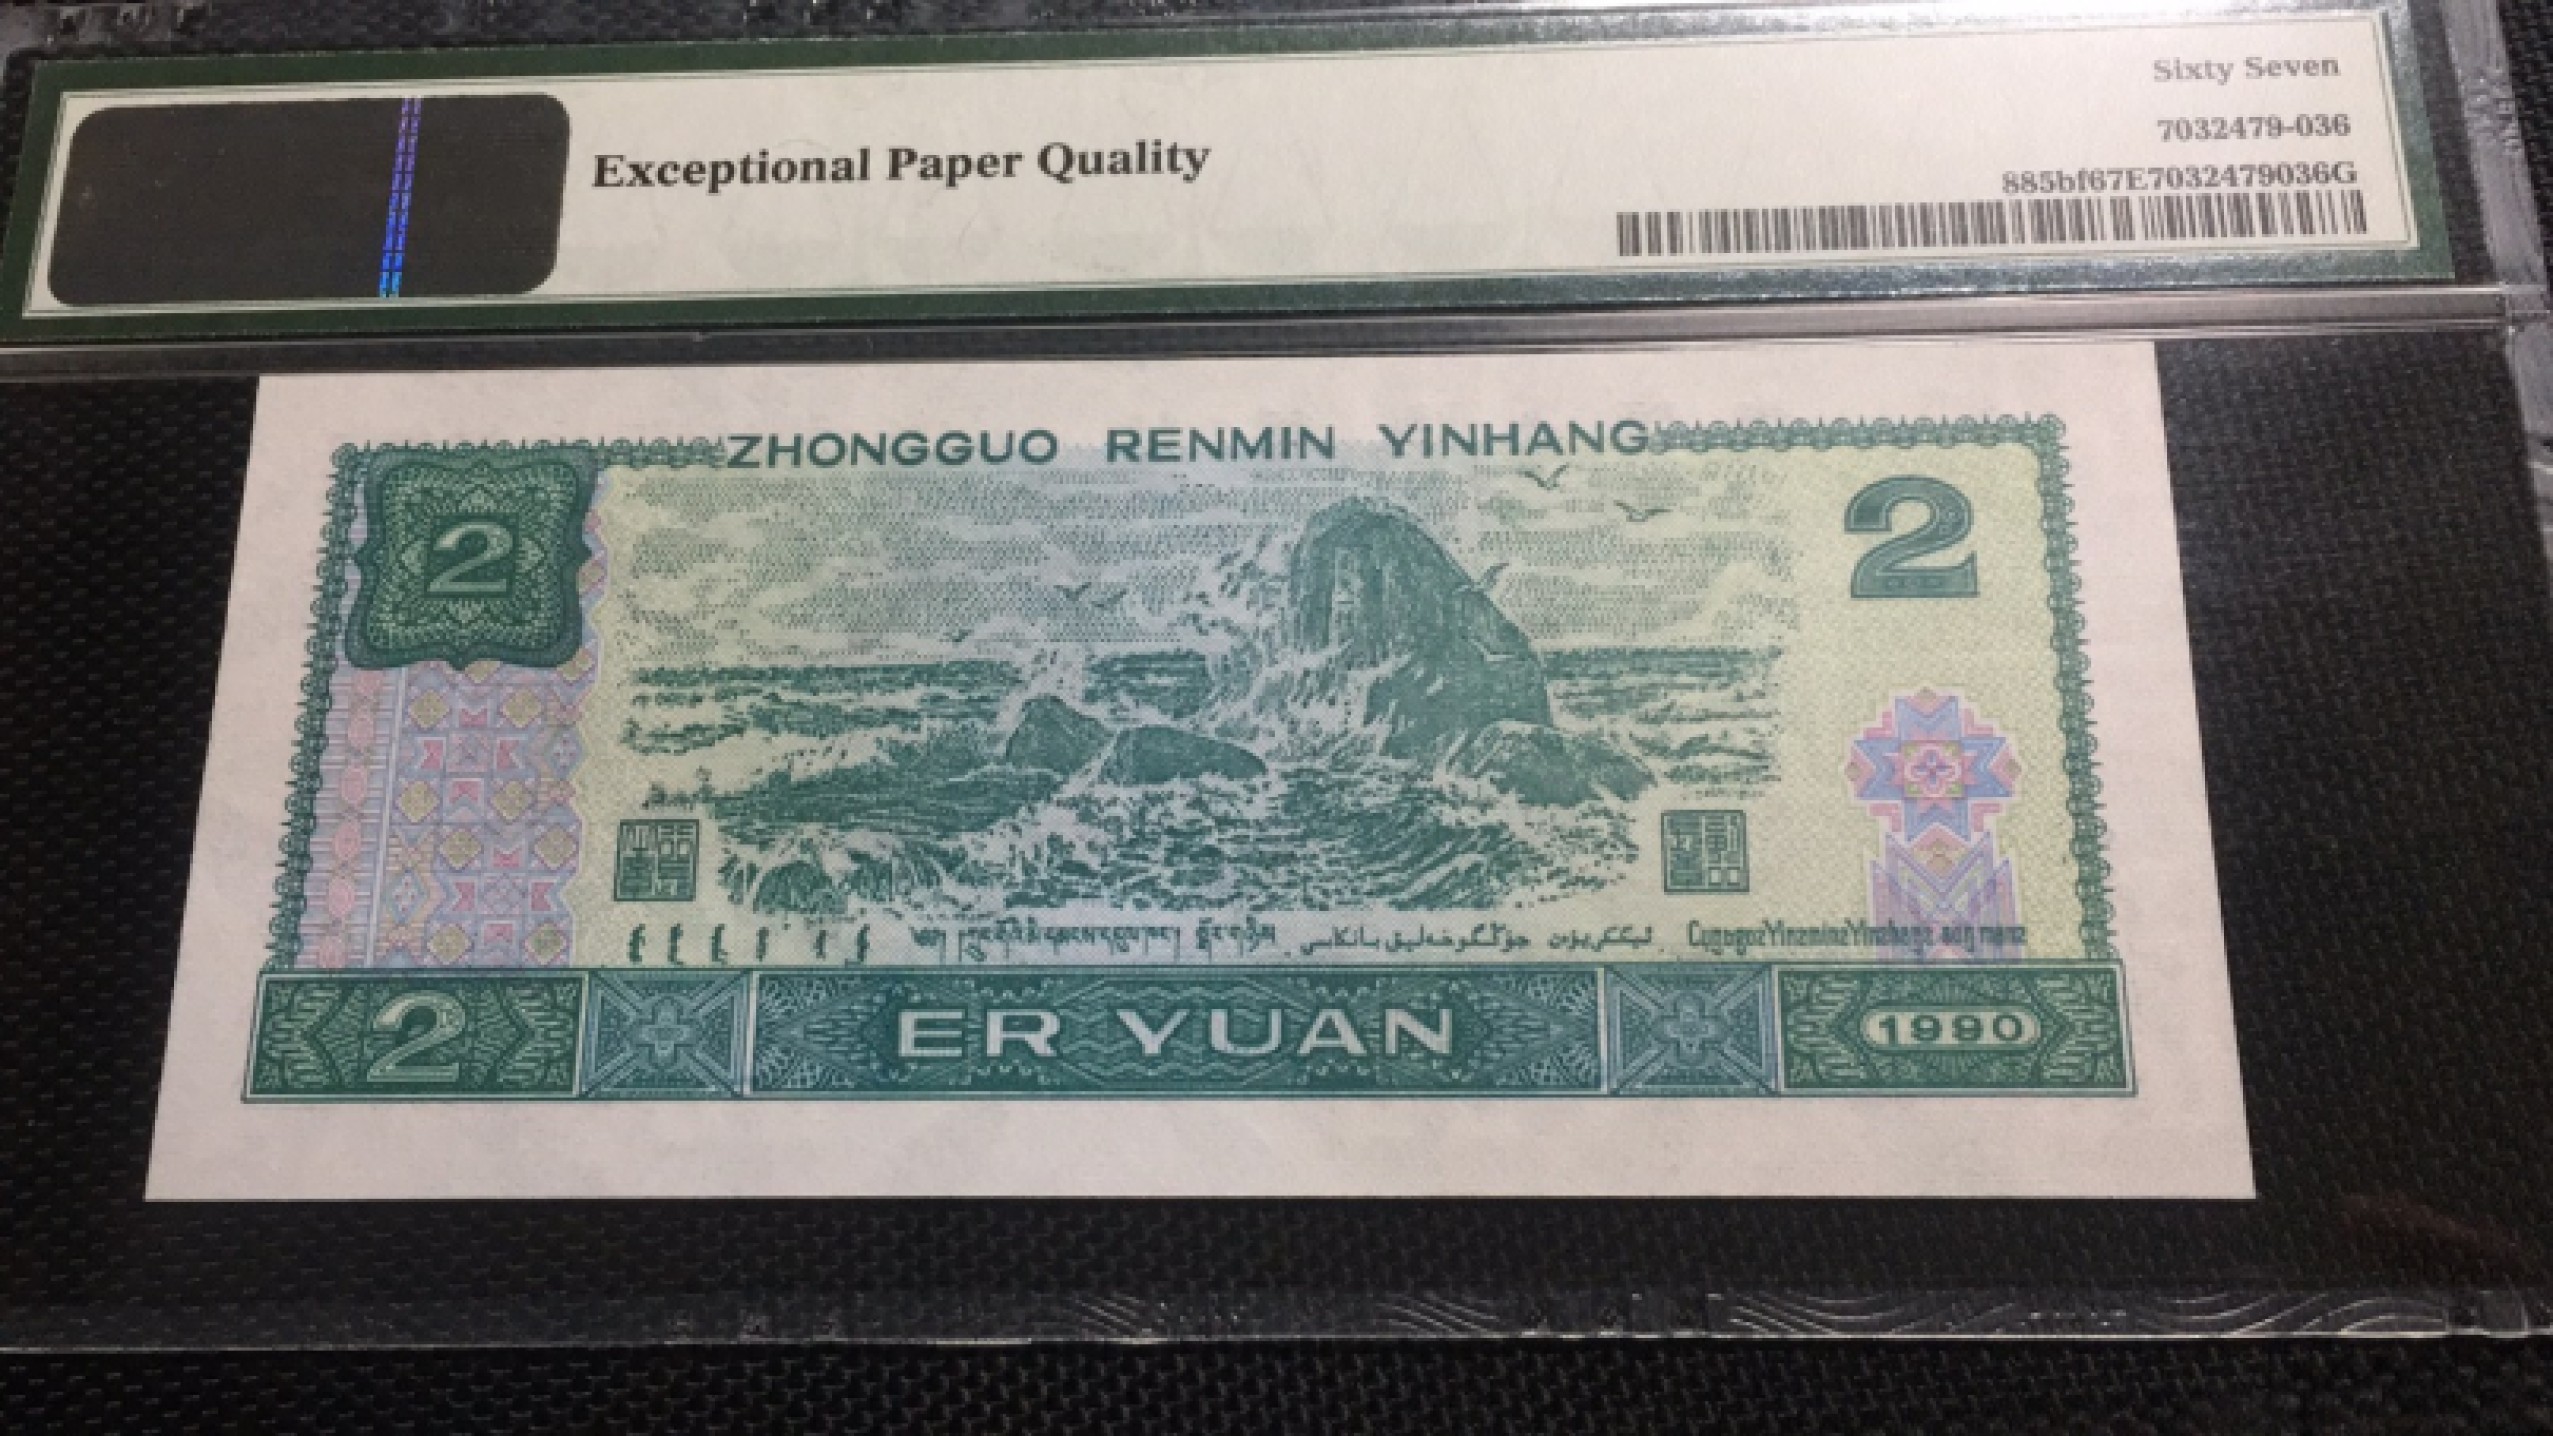 Sixty Seven
7032479-036
Exceptional Paper Quality
885bf67E7032479036G
ZHONGGUO RENMIN YINHANG
2
2
2
ER YUAN
1990